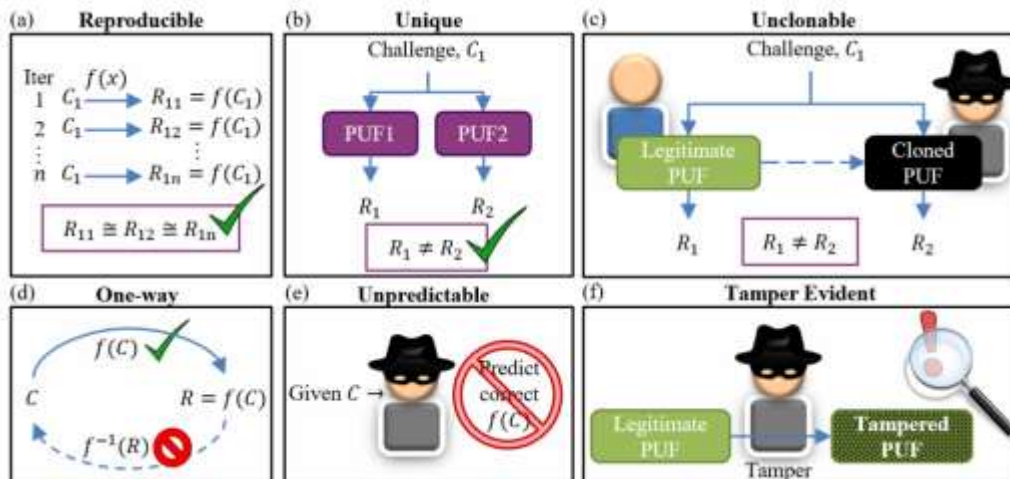 (a) Reproducible
Iter f(x)
1 C₁ R₁₁ = f(C₁)
2 C₁ R₁₂ = f(C₁)
⋮ ⋮
n C₁ R₁ₙ = f(C₁)
R₁₁ ≅ R₁₂ ≅ R₁ₙ
(b) Unique
Challenge, C₁
PUF1 PUF2
R₁ R₂
R₁ ≠ R₂
(c) Unclonable
Challenge, C₁
Legitimate PUF
Cloned PUF
R₁ R₁ ≠ R₂ R₂
(d) One-way
f(C)
C R = f(C)
f⁻¹(R)
(e) Unpredictable
Given C →
Predict
correct
f(C)
(f) Tamper Evident
!
Legitimate
PUF
Tamper
Tampered
PUF